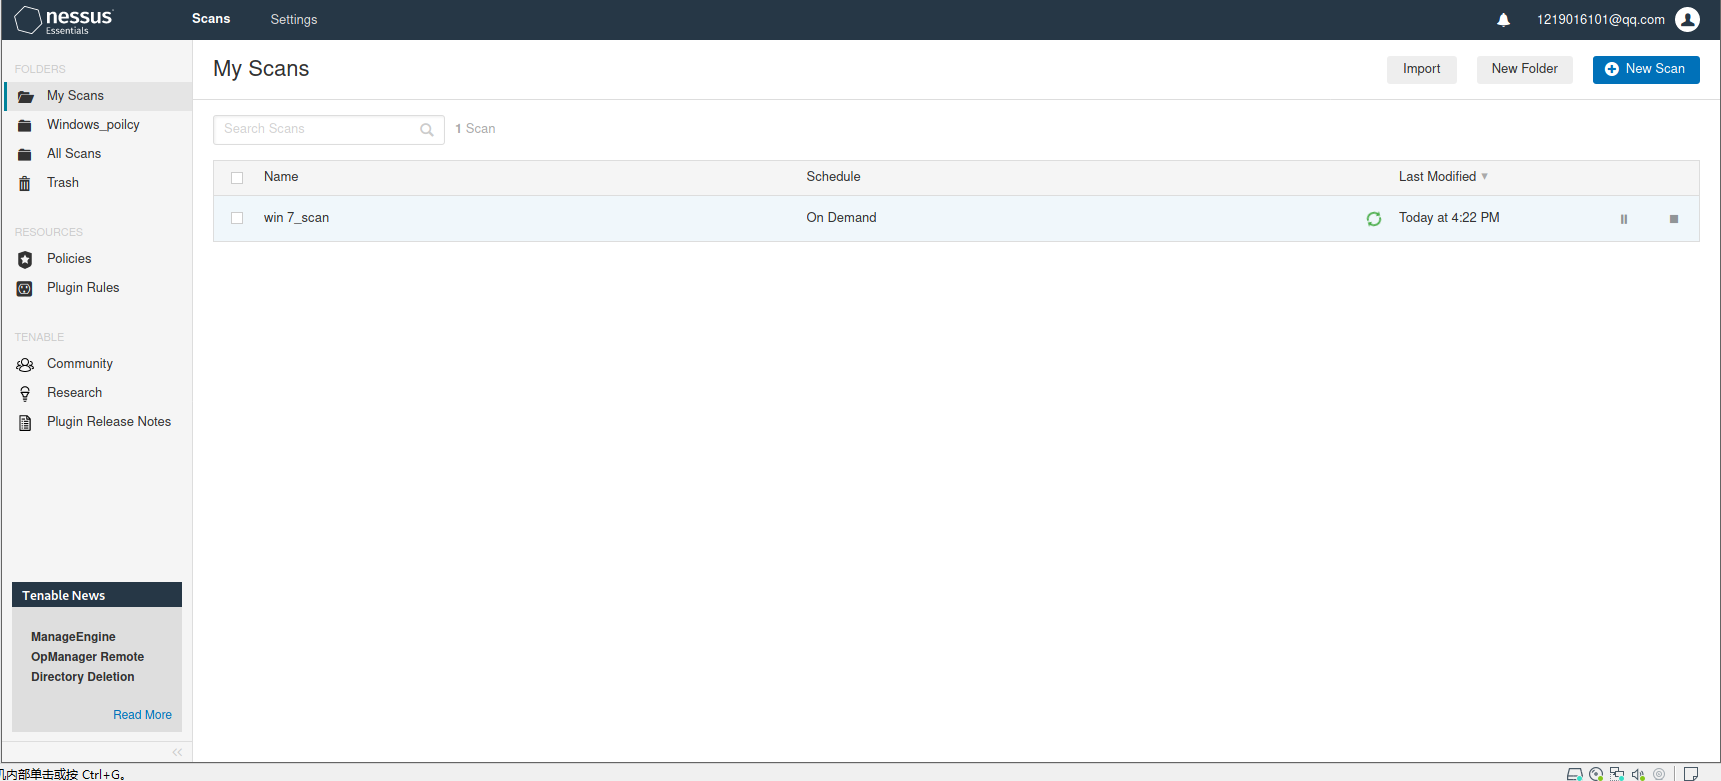 nessus
Essentials
Scans
Settings
1219016101@qq.com
FOLDERS
My Scans
Windows_poilcy
All Scans
Trash
RESOURCES
Policies
Plugin Rules
TENABLE
Community
Research
Plugin Release Notes
Tenable News
ManageEngine
OpManager Remote
Directory Deletion
Read More
My Scans
Import
New Folder
New Scan
Search Scans
1 Scan
Name
Schedule
Last Modified
win 7_scan
On Demand
Today at 4:22 PM
内部单击或按 Ctrl+G。